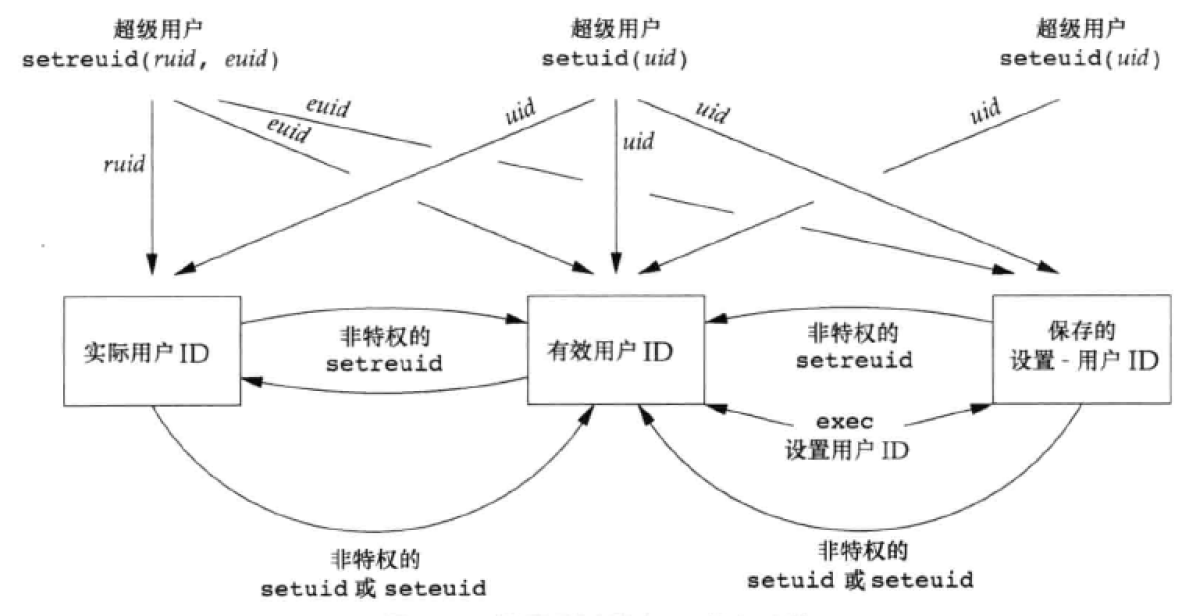 超级用户
setreuid(ruid, euid)
超级用户
setuid(uid)
超级用户
seteuid(uid)
ruid
euid
euid
uid
uid
uid
uid
实际用户 ID
非特权的
setreuid
有效用户 ID
非特权的
setreuid
保存的
设置 - 用户 ID
exec
设置用户 ID
非特权的
setuid 或 seteuid
非特权的
setuid 或 seteuid